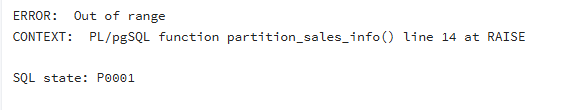 ERROR:  Out of range
CONTEXT:  PL/pgSQL function partition_sales_info() line 14 at RAISE
SQL state: P0001